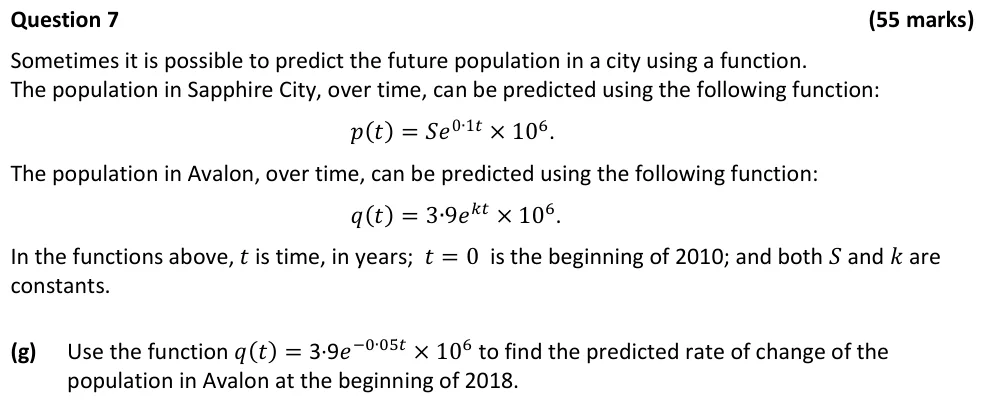 Question 7 (55 marks)
Sometimes it is possible to predict the future population in a city using a function.
The population in Sapphire City, over time, can be predicted using the following function:
p(t) = Se^{0·1t} × 10^6.
The population in Avalon, over time, can be predicted using the following function:
q(t) = 3·9e^{kt} × 10^6.
In the functions above, t is time, in years; t = 0 is the beginning of 2010; and both S and k are
constants.
(g) Use the function q(t) = 3·9e^{−0·05t} × 10^6 to find the predicted rate of change of the
population in Avalon at the beginning of 2018.